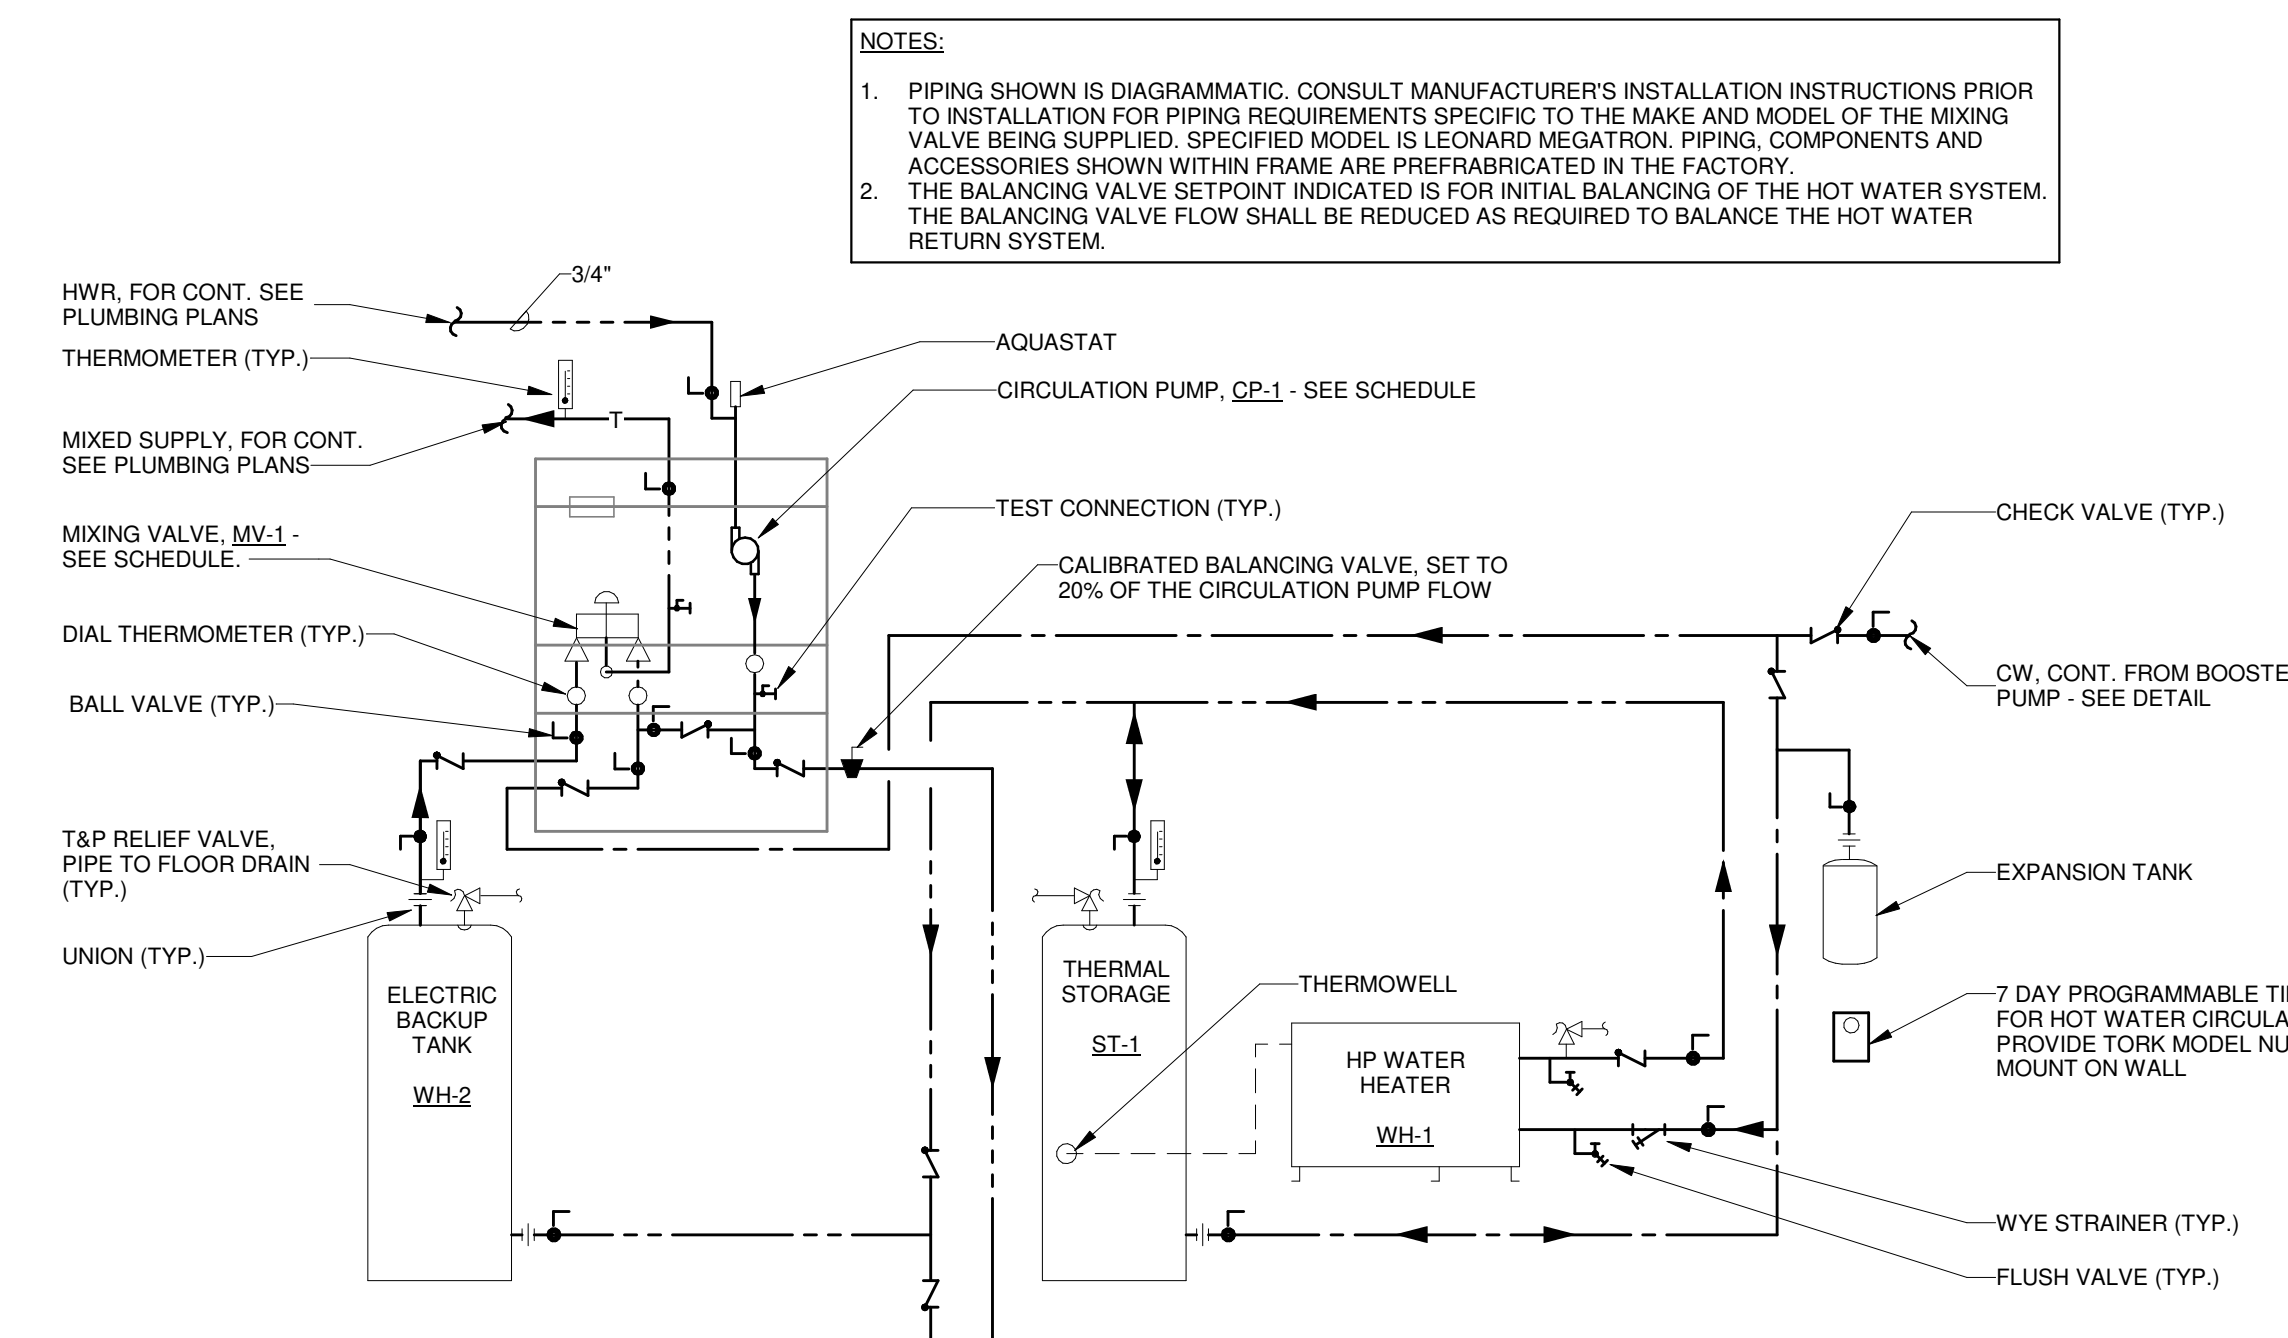 NOTES:
1. PIPING SHOWN IS DIAGRAMMATIC. CONSULT MANUFACTURER'S INSTALLATION INSTRUCTIONS PRIOR
TO INSTALLATION FOR PIPING REQUIREMENTS SPECIFIC TO THE MAKE AND MODEL OF THE MIXING
VALVE BEING SUPPLIED. SPECIFIED MODEL IS LEONARD MEGATRON. PIPING, COMPONENTS AND
ACCESSORIES SHOWN WITHIN FRAME ARE PREFRABRICATED IN THE FACTORY.
2. THE BALANCING VALVE SETPOINT INDICATED IS FOR INITIAL BALANCING OF THE HOT WATER SYSTEM.
THE BALANCING VALVE FLOW SHALL BE REDUCED AS REQUIRED TO BALANCE THE HOT WATER
RETURN SYSTEM.
3/4"
HWR, FOR CONT. SEE
PLUMBING PLANS
THERMOMETER (TYP.)
T
MIXED SUPPLY, FOR CONT.
SEE PLUMBING PLANS
MIXING VALVE, MV-1 -
SEE SCHEDULE.
DIAL THERMOMETER (TYP.)
BALL VALVE (TYP.)
T&P RELIEF VALVE,
PIPE TO FLOOR DRAIN
(TYP.)
UNION (TYP.)
AQUASTAT
CIRCULATION PUMP, CP-1 - SEE SCHEDULE
TEST CONNECTION (TYP.)
CALIBRATED BALANCING VALVE, SET TO
20% OF THE CIRCULATION PUMP FLOW
CHECK VALVE (TYP.)
CW, CONT. FROM BOOSTE
PUMP - SEE DETAIL
EXPANSION TANK
7 DAY PROGRAMMABLE TI
FOR HOT WATER CIRCULA
PROVIDE TORK MODEL NU
MOUNT ON WALL
ELECTRIC
BACKUP
TANK
WH-2
THERMAL
STORAGE
ST-1
THERMOWELL
HP WATER
HEATER
WH-1
WYE STRAINER (TYP.)
FLUSH VALVE (TYP.)